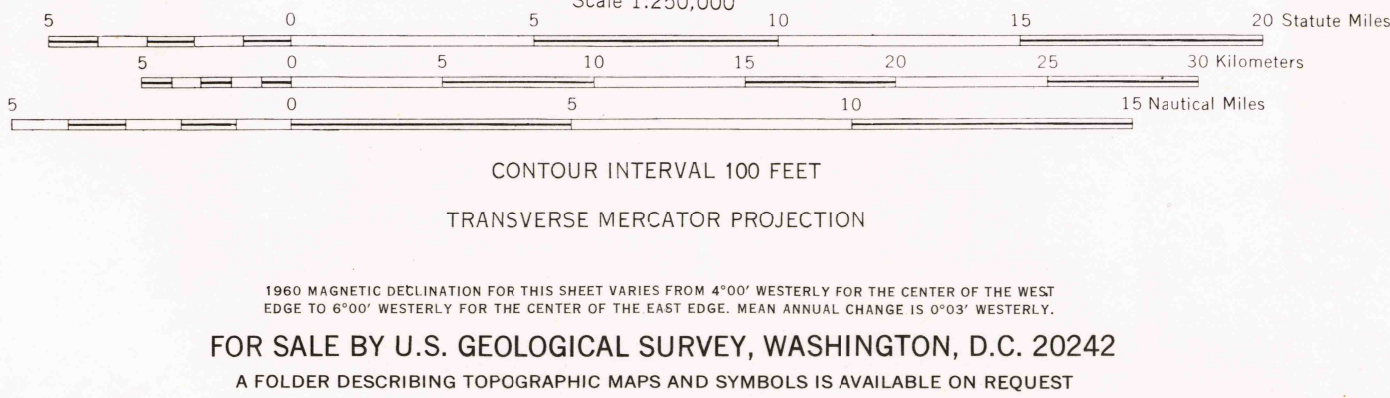 Scale 1:250,000
5 0 5 10 15 20 Statute Miles
5 0 5 10 15 20 25 30 Kilometers
5 0 5 10 15 Nautical Miles
CONTOUR INTERVAL 100 FEET
TRANSVERSE MERCATOR PROJECTION
1960 MAGNETIC DECLINATION FOR THIS SHEET VARIES FROM 4°00′ WESTERLY FOR THE CENTER OF THE WEST
EDGE TO 6°00′ WESTERLY FOR THE CENTER OF THE EAST EDGE. MEAN ANNUAL CHANGE IS 0°03′ WESTERLY.
FOR SALE BY U.S. GEOLOGICAL SURVEY, WASHINGTON, D.C. 20242
A FOLDER DESCRIBING TOPOGRAPHIC MAPS AND SYMBOLS IS AVAILABLE ON REQUEST